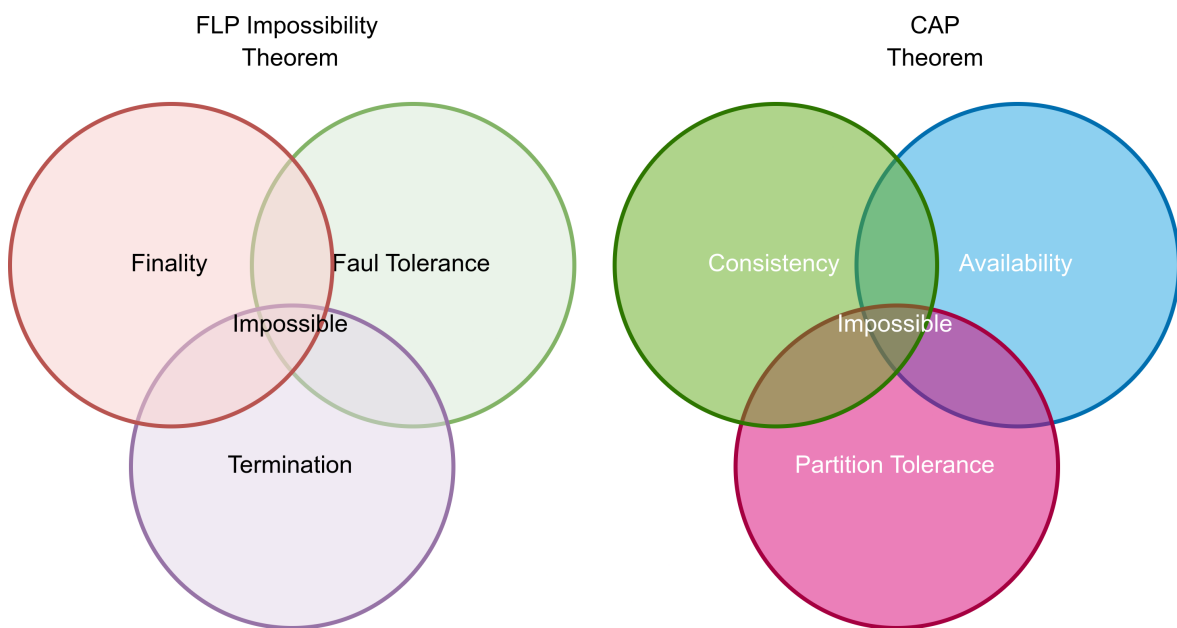 FLP Impossibility
Theorem
Finality
Faul Tolerance
Impossible
Termination
CAP
Theorem
Consistency
Availability
Impossible
Partition Tolerance